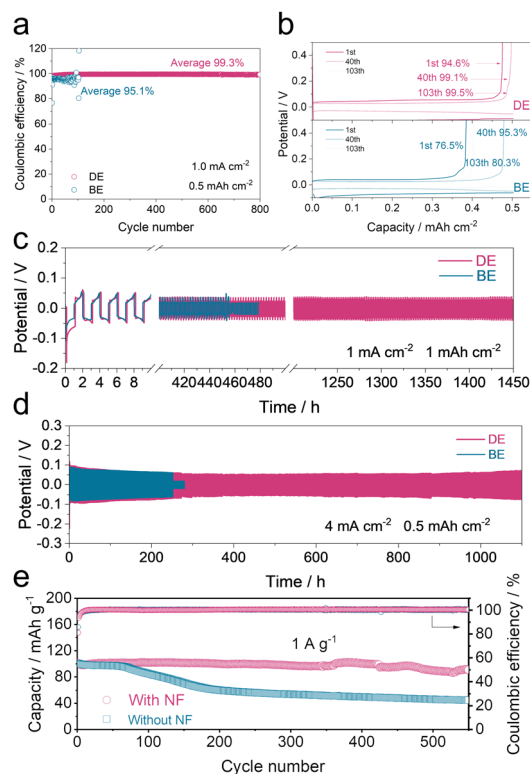 a
Coulombic efficiency / %
120
100
80
60
40
20
0
Average 99.3%
Average 95.1%
DE
BE
1.0 mA cm⁻²
0.5 mAh cm⁻²
0 200 400 600 800
Cycle number
b
Potential / V
0.4
0.2
0.0
1st
40th
103th
1st 94.6%
40th 99.1%
103th 99.5%
DE
0.4
0.2
0.0
1st
40th
103th
40th 95.3%
1st 76.5%
103th 80.3%
BE
0.0 0.1 0.2 0.3 0.4 0.5
Capacity / mAh cm⁻²
c
Potential / V
0.2
0.1
0.0
-0.1
-0.2
DE
BE
1 mA cm⁻² 1 mAh cm⁻²
0 2 4 6 8 420 440 460 480 1250 1300 1350 1400 1450
Time / h
d
Potential / V
0.3
0.2
0.1
0.0
-0.1
-0.2
-0.3
DE
BE
4 mA cm⁻² 0.5 mAh cm⁻²
0 200 400 600 800 1000
Time / h
e
Capacity / mAh g⁻¹
200
160
120
80
40
0
1 A g⁻¹
With NF
Without NF
100
80
60
40
20
0
Coulombic efficiency / %
0 100 200 300 400 500
Cycle number